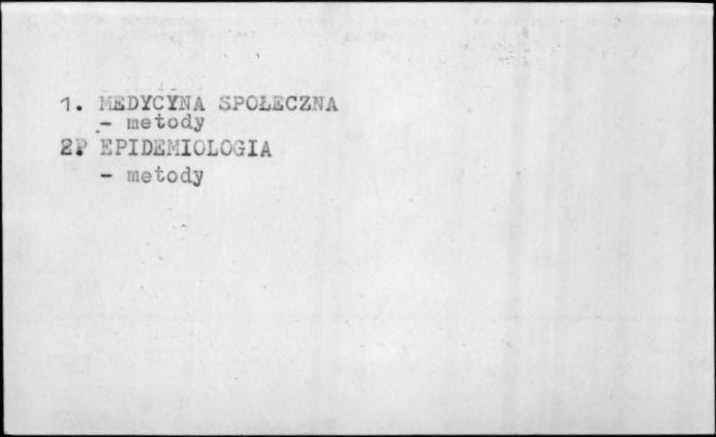 1. MEDYCYNA SPOŁECZNA
- metody
2. EPIDEMIOLOGIA
- metody